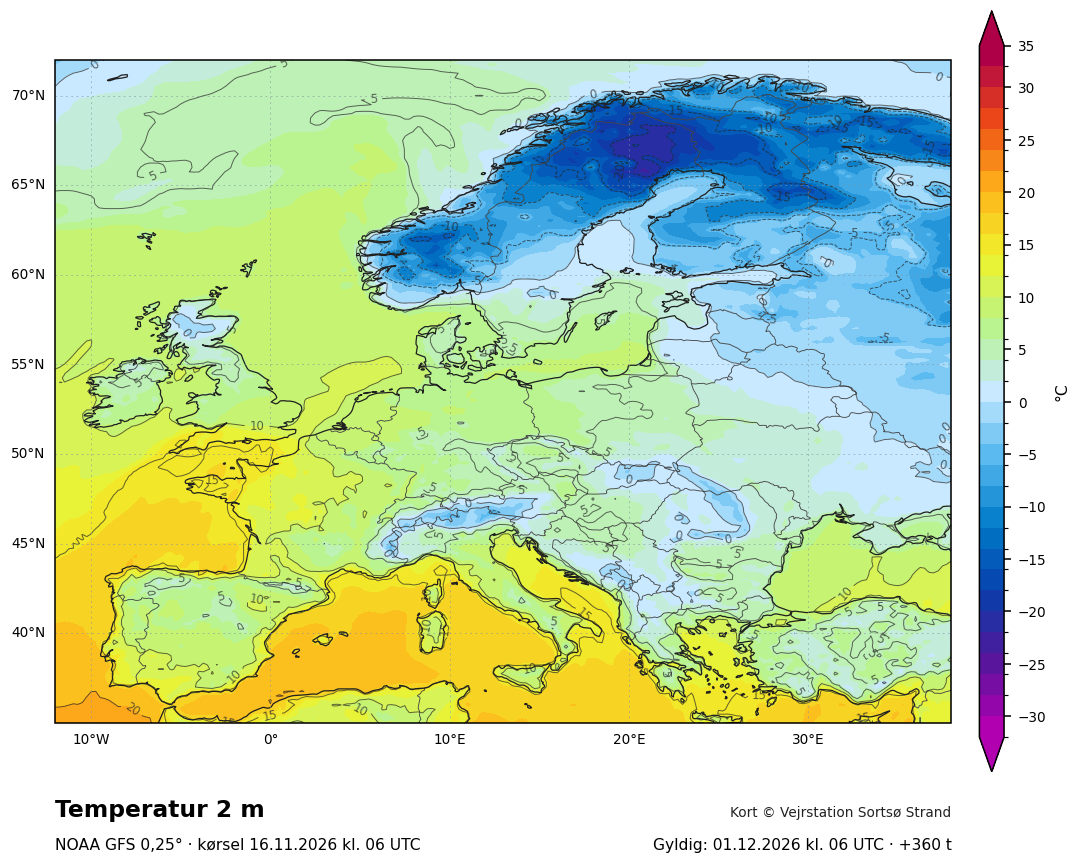 70°N
65°N
60°N
55°N
50°N
45°N
40°N
10°W 0° 10°E 20°E 30°E
35
30
25
20
15
10
5
0
−5
−10
−15
−20
−25
−30
°C
Temperatur 2 m
Kort © Vejrstation Sortsø Strand
NOAA GFS 0,25° · kørsel 16.11.2026 kl. 06 UTC
Gyldig: 01.12.2026 kl. 06 UTC · +360 t